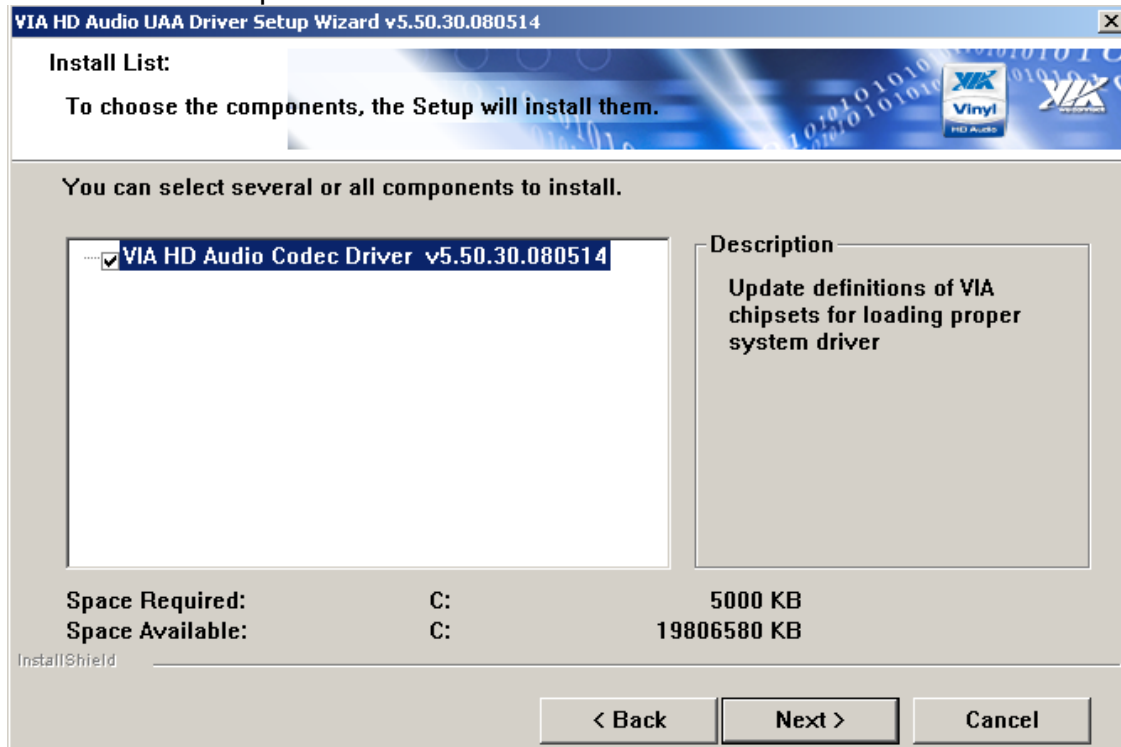 VIA HD Audio UAA Driver Setup Wizard v5.50.30.080514
Install List:
To choose the components, the Setup will install them.
VIA
Vinyl
HD Audio
VIA
You can select several or all components to install.
VIA HD Audio Codec Driver v5.50.30.080514
Description
Update definitions of VIA
chipsets for loading proper
system driver
Space Required: C: 5000 KB
Space Available: C: 19806580 KB
InstallShield
< Back Next > Cancel